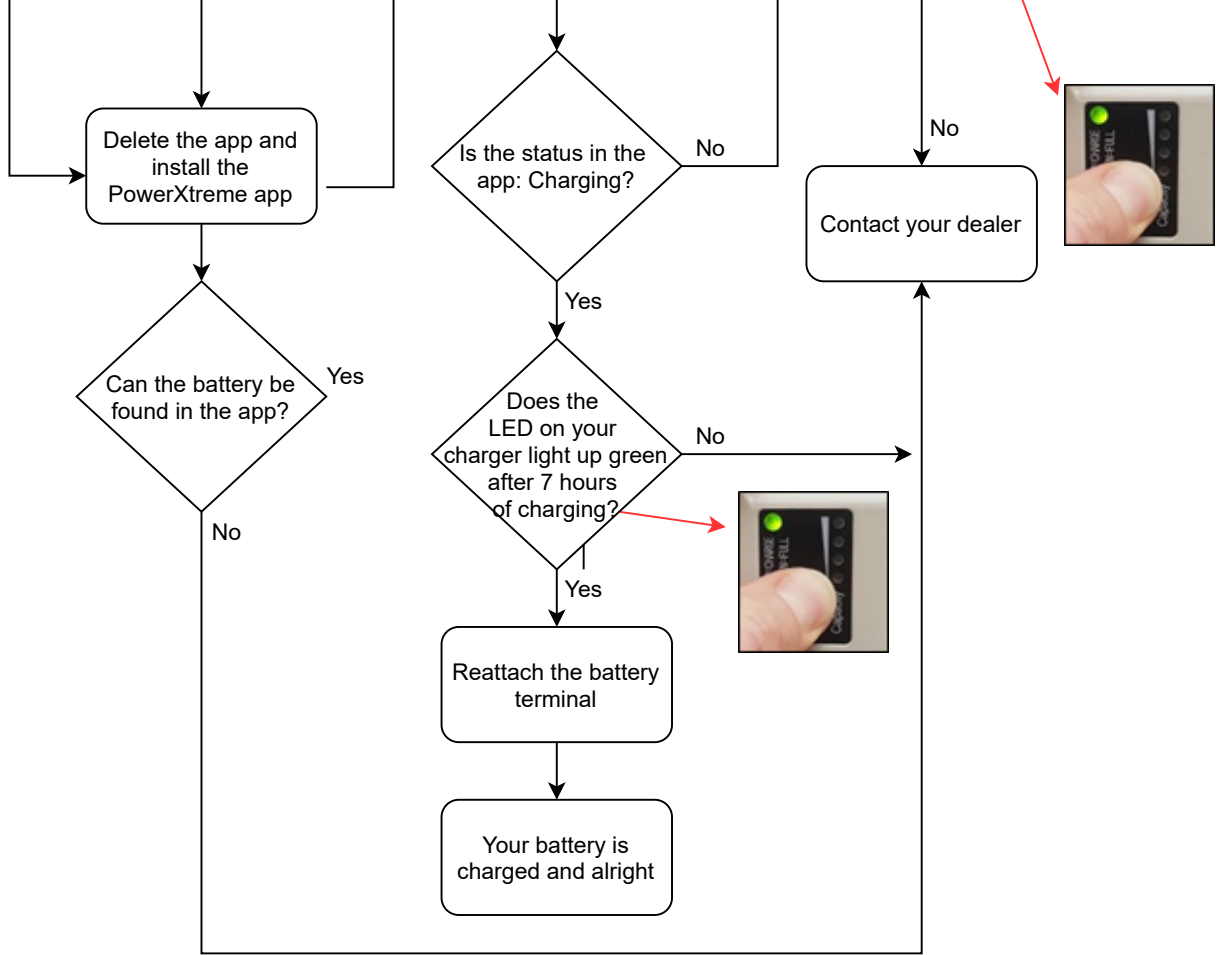 Delete the app and
install the
PowerXtreme app
Can the battery be
found in the app?
Yes
No
Is the status in the
app: Charging?
No
Yes
Does the
LED on your
charger light up green
after 7 hours
of charging?
No
Yes
Reattach the battery
terminal
Your battery is
charged and alright
No
Contact your dealer
Capacity
Capacity